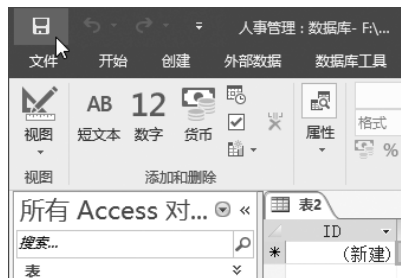 人事管理 : 数据库- F:\...
文件 开始 创建 外部数据 数据库工具
AB 12
视图 短文本 数字 货币 属性 格式
%
视图 添加和删除
所有 Access 对... « 表2
搜索... ID
表 * (新建)